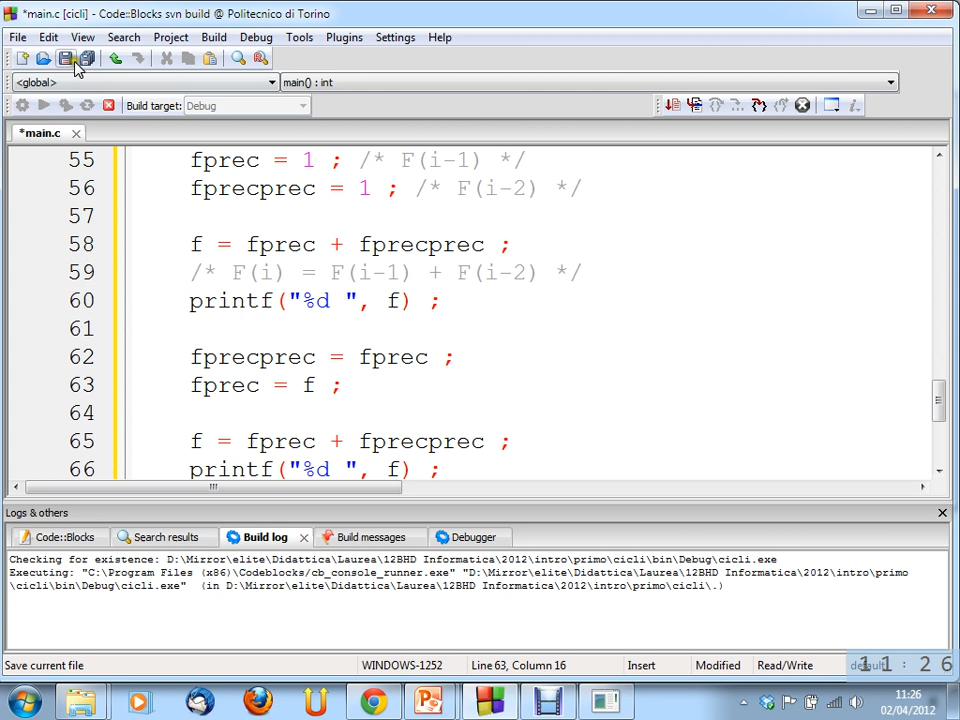 *main.c [cicli] - Code::Blocks svn build @ Politecnico di Torino
File Edit View Search Project Build Debug Tools Plugins Settings Help
<global> main() : int
Build target: Debug
*main.c
55 fprec = 1 ; /* F(i-1) */
56 fprecprec = 1 ; /* F(i-2) */
57
58 f = fprec + fprecprec ;
59 /* F(i) = F(i-1) + F(i-2) */
60 printf("%d ", f) ;
61
62 fprecprec = fprec ;
63 fprec = f ;
64
65 f = fprec + fprecprec ;
66 printf("%d ", f) ;
Logs & others
Code::Blocks Search results Build log Build messages Debugger
Checking for existence: D:\Mirror\elite\Didattica\Laurea\12BHD Informatica\2012\intro\primo\cicli\bin\Debug\cicli.exe
Executing: "C:\Program Files (x86)\Codeblocks/cb_console_runner.exe" "D:\Mirror\elite\Didattica\Laurea\12BHD Informatica\2012\intro\primo
\cicli\bin\Debug\cicli.exe" (in D:\Mirror\elite\Didattica\Laurea\12BHD Informatica\2012\intro\primo\cicli\.)
Save current file WINDOWS-1252 Line 63, Column 16 Insert Modified Read/Write default 11:26
11:26
02/04/2012